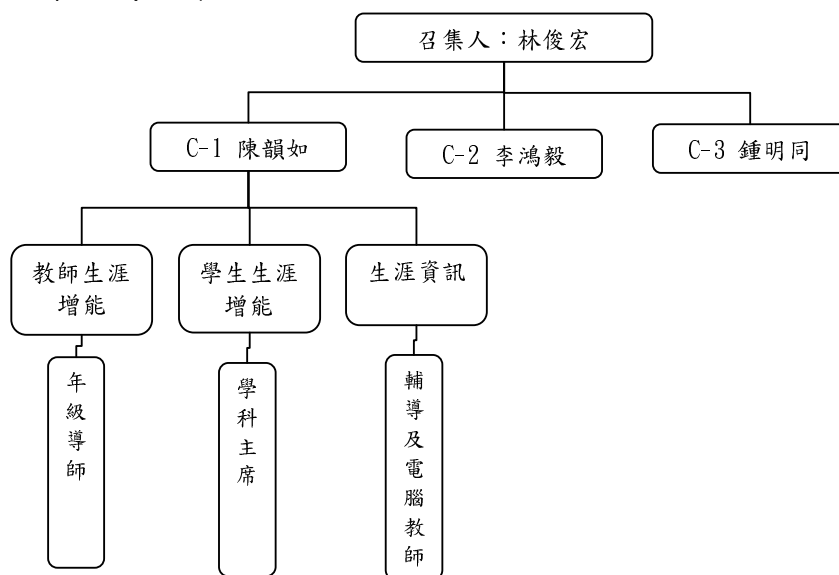 召集人：林俊宏
C-1 陳韻如
C-2 李鴻毅
C-3 鍾明同
教師生涯
增能
學生生涯
增能
生涯資訊
年級導師
學科主席
輔導及電腦教師